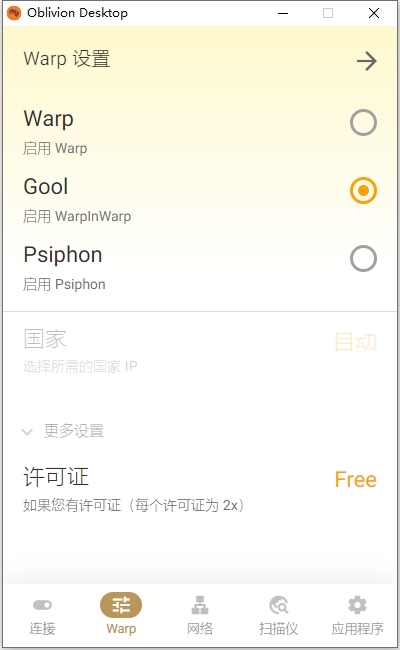 Oblivion Desktop
Warp 设置
Warp
启用 Warp
Gool
启用 WarpInWarp
Psiphon
启用 Psiphon
国家
自动
选择所需的国家 IP
更多设置
许可证
Free
如果您有许可证（每个许可证为 2x）
连接
Warp
网络
扫描仪
应用程序